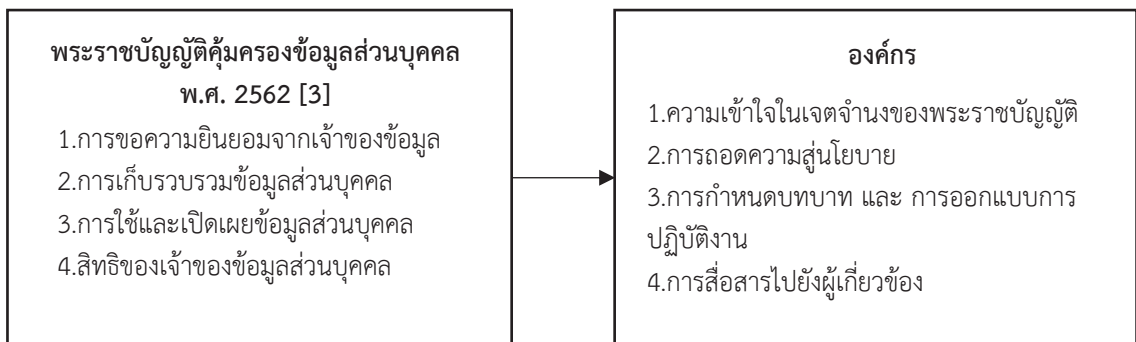 พระราชบัญญัติคุ้มครองข้อมูลส่วนบุคคล
พ.ศ. 2562 [3]
1.การขอความยินยอมจากเจ้าของข้อมูล
2.การเก็บรวบรวมข้อมูลส่วนบุคคล
3.การใช้และเปิดเผยข้อมูลส่วนบุคคล
4.สิทธิของเจ้าของข้อมูลส่วนบุคคล
องค์กร
1.ความเข้าใจในเจตจำนงของพระราชบัญญัติ
2.การถอดความสู่นโยบาย
3.การกำหนดบทบาท และ การออกแบบการ
ปฏิบัติงาน
4.การสื่อสารไปยังผู้เกี่ยวข้อง